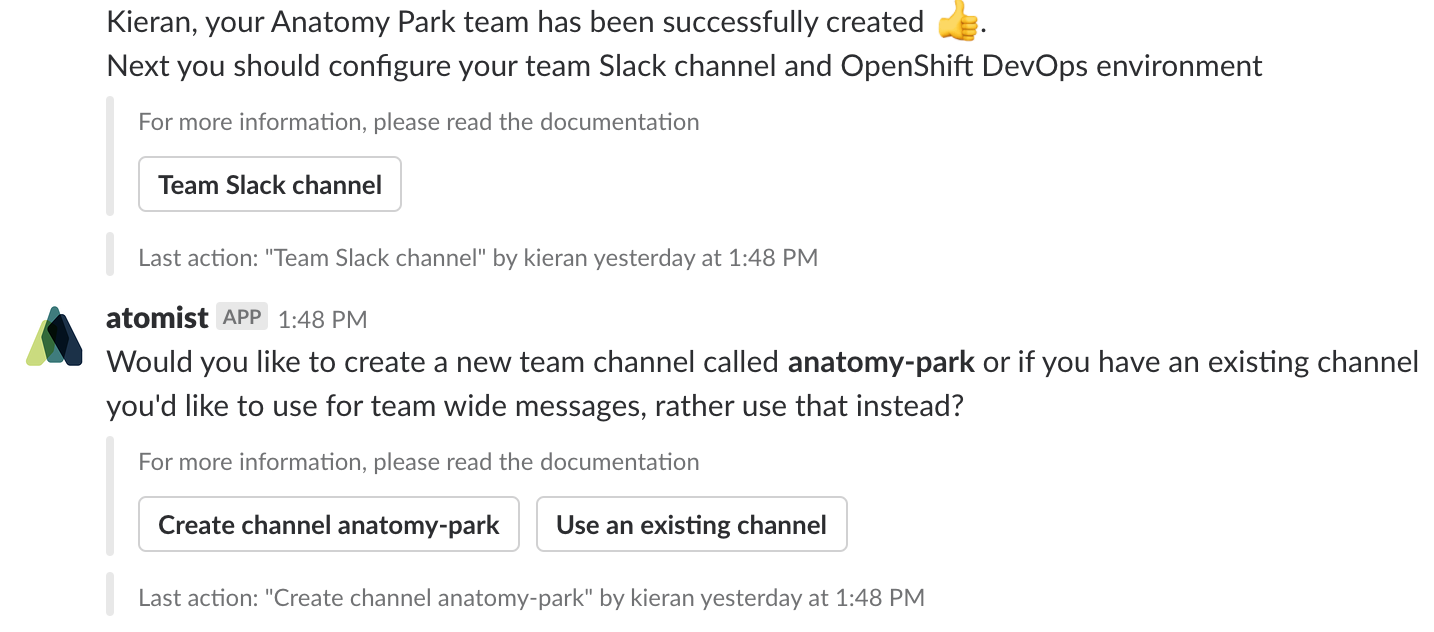 Kieran, your Anatomy Park team has been successfully created 👍.
Next you should configure your team Slack channel and OpenShift DevOps environment
For more information, please read the documentation
Team Slack channel
Last action: "Team Slack channel" by kieran yesterday at 1:48 PM
atomist APP 1:48 PM
Would you like to create a new team channel called anatomy-park or if you have an existing channel
you'd like to use for team wide messages, rather use that instead?
For more information, please read the documentation
Create channel anatomy-park Use an existing channel
Last action: "Create channel anatomy-park" by kieran yesterday at 1:48 PM